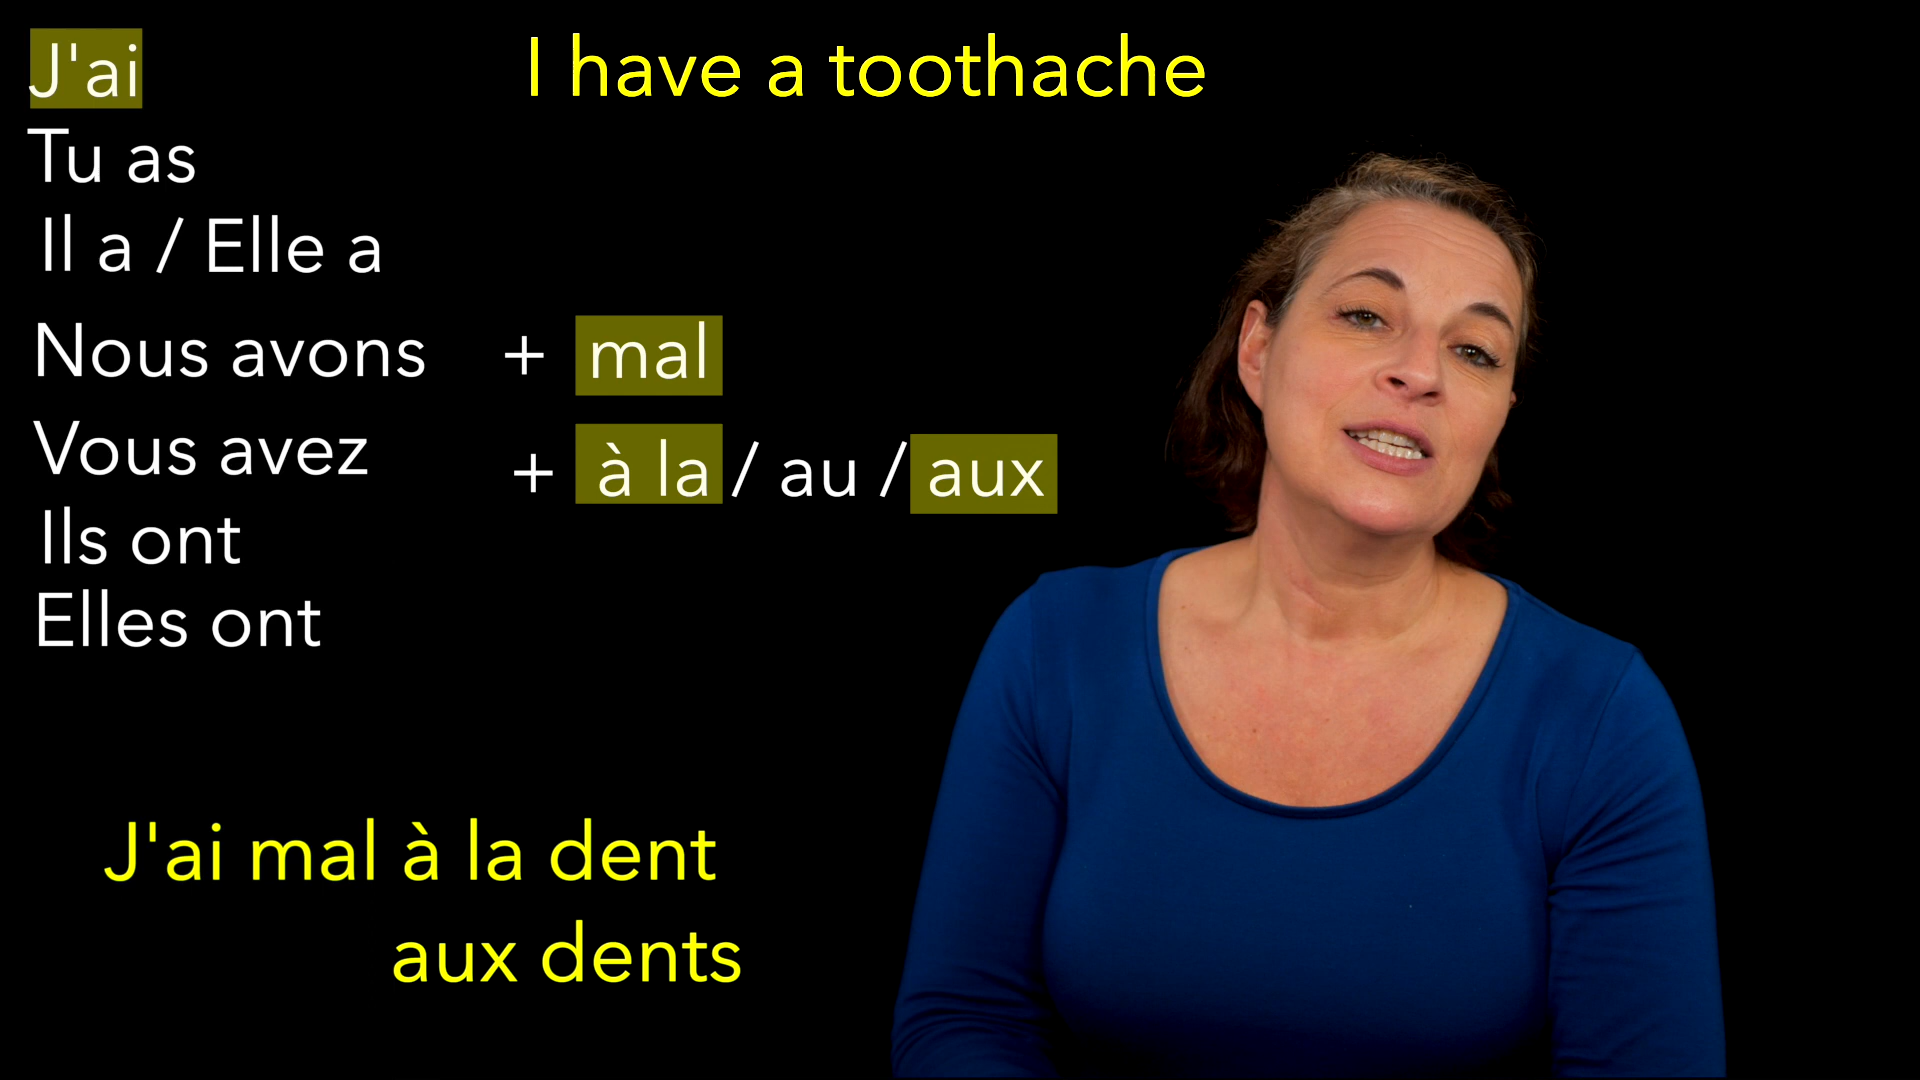 J'ai
I have a toothache
Tu as
Il a / Elle a
Nous avons + mal
Vous avez + à la / au / aux
Ils ont
Elles ont
J'ai mal à la dent
aux dents